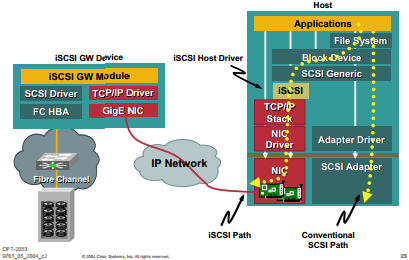 Host
Applications
File System
Block-Device
SCSI Generic
iSCSI
TCP/IP
Stack
NIC
Driver
NIC
Adapter Driver
SCSI Adapter
iSCSI Host Driver
iSCSI GW Device
iSCSI GW Module
SCSI Driver
TCP/IP Driver
FC HBA
GigE NIC
Fibre Channel
IP Network
iSCSI Path
Conventional
SCSI Path
OPT-2053
9761_05_2004_c2
© 2004 Cisco Systems, Inc. All rights reserved.
23